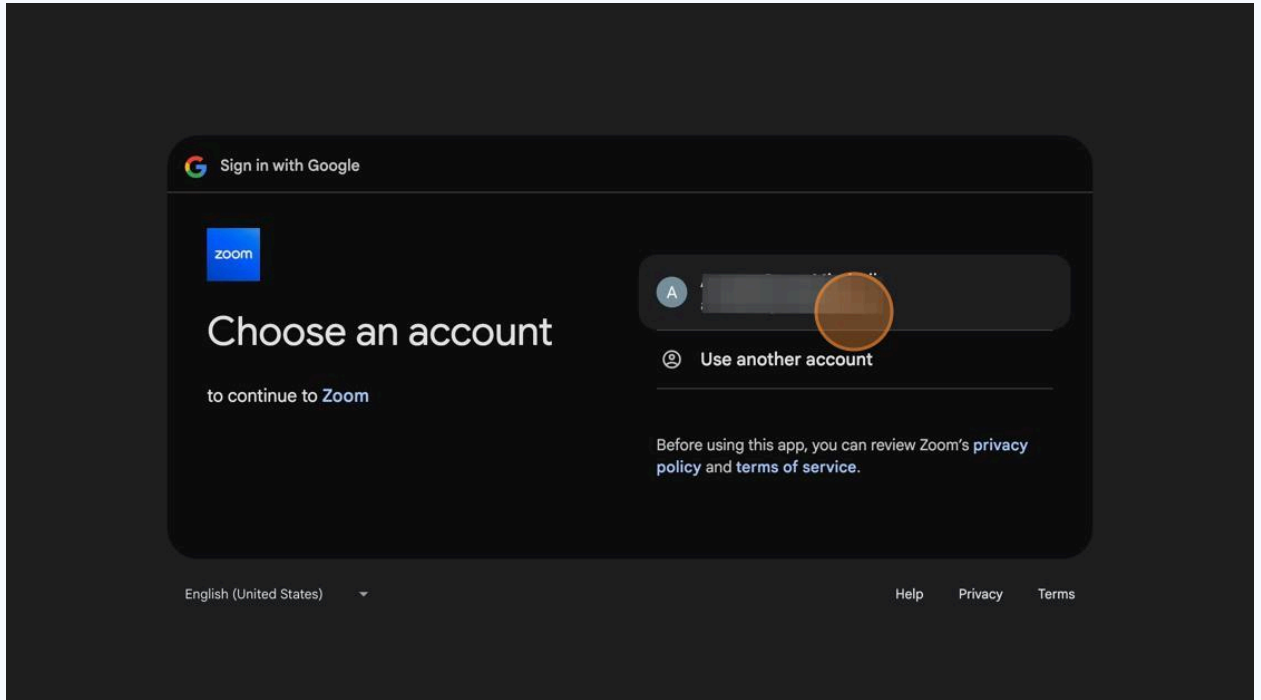 Sign in with Google
zoom
Choose an account
to continue to Zoom
A
Use another account
Before using this app, you can review Zoom's privacy
policy and terms of service.
English (United States)
Help Privacy Terms